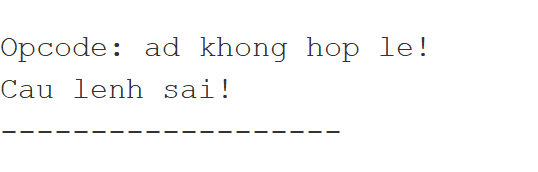 Opcode: ad khong hop le!
Cau lenh sai!
-------------------